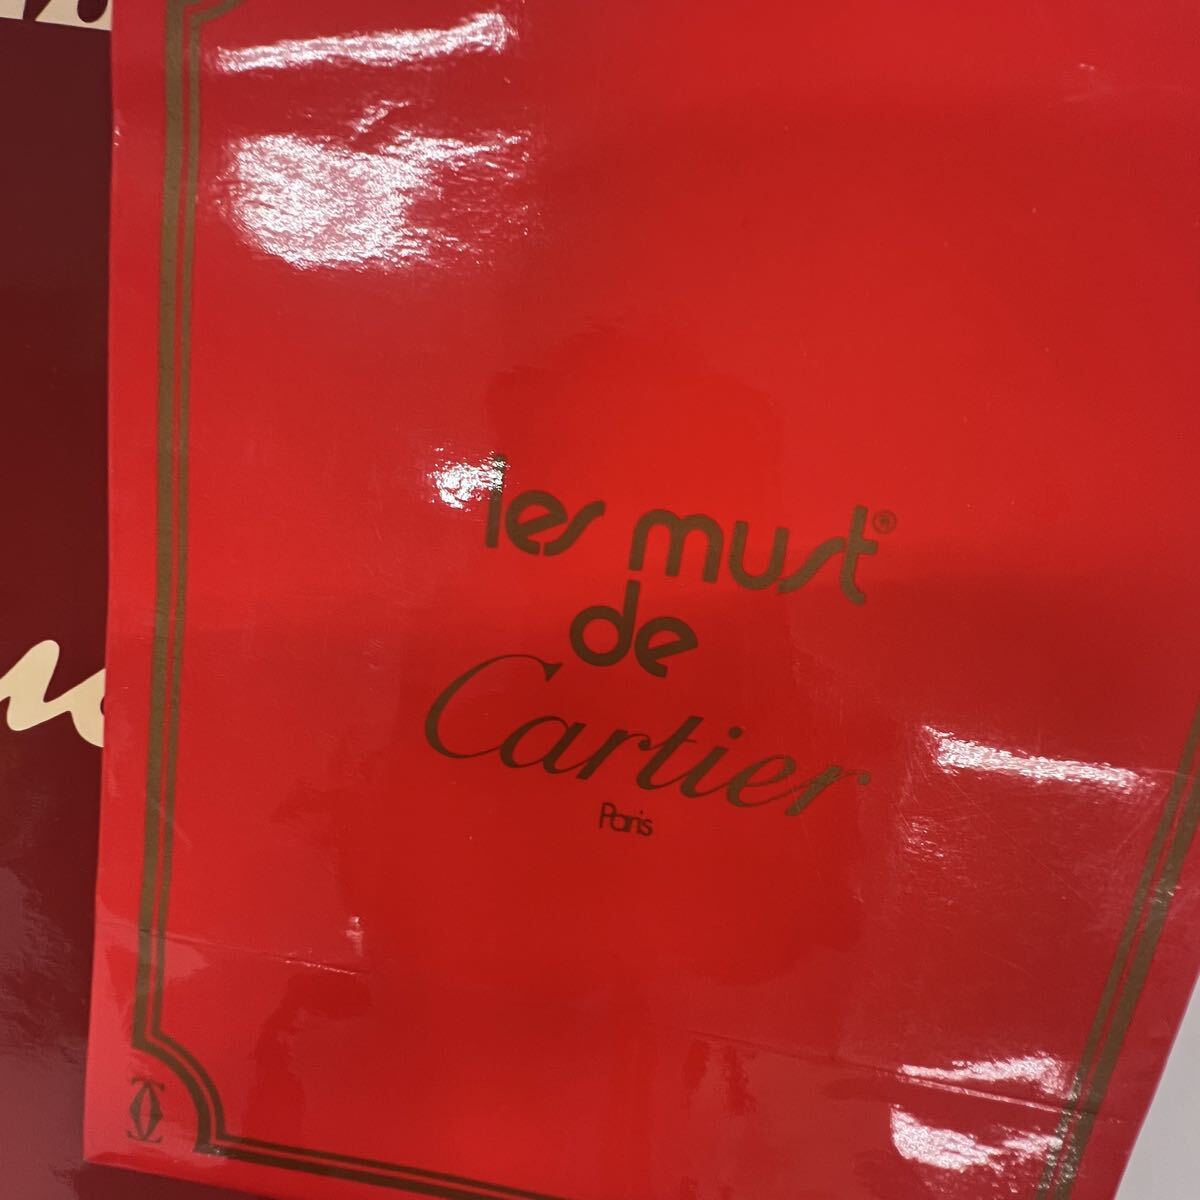 les must®
de
Cartier
Paris